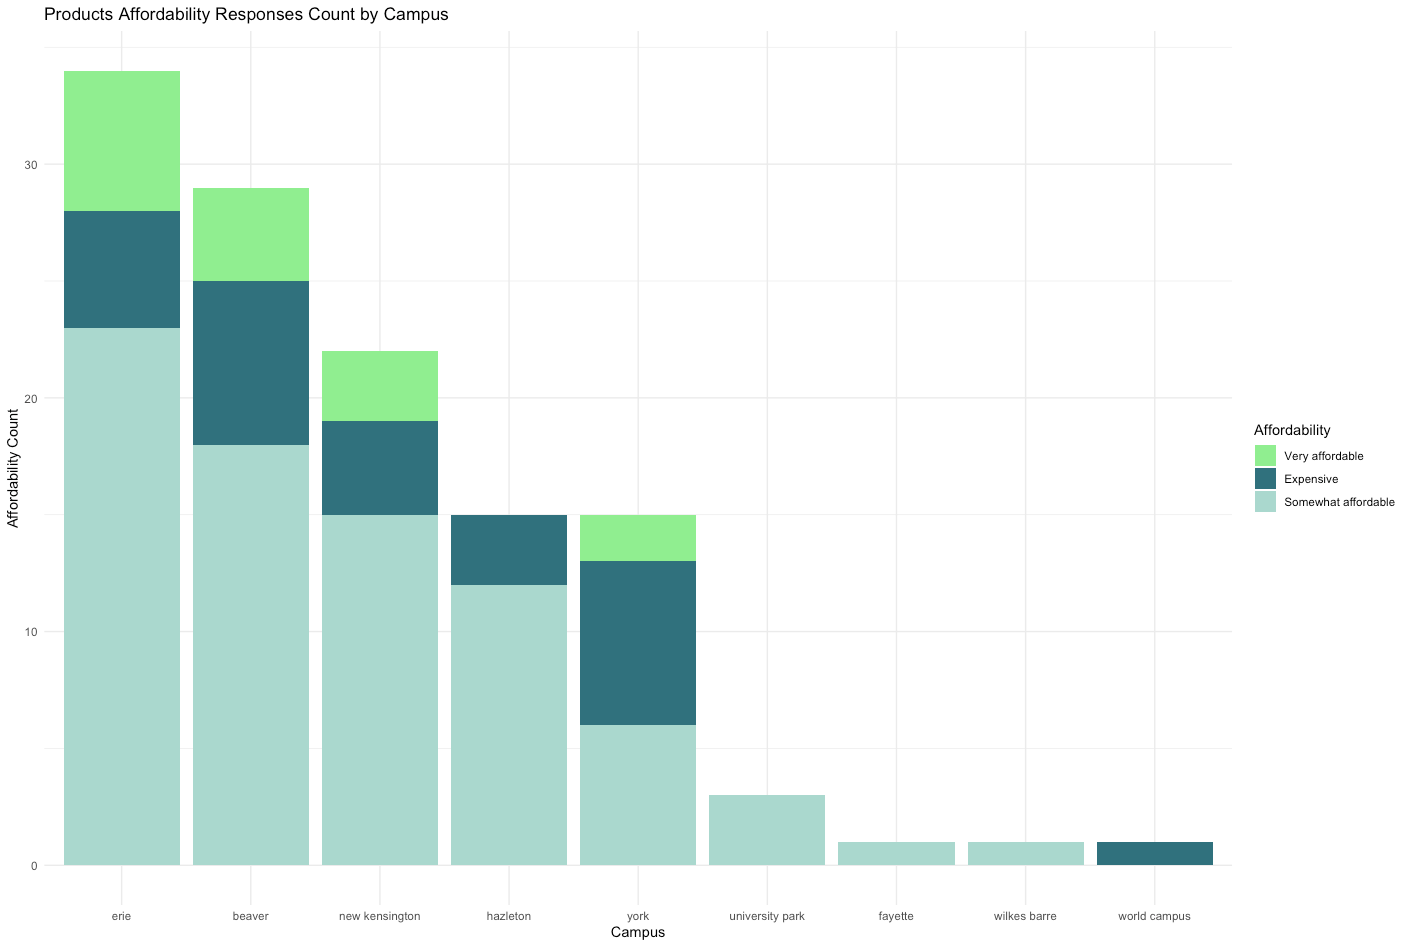 Products Affordability Responses Count by Campus
Affordability Count
30
20
10
0
erie
beaver
new kensington
hazleton
york
university park
fayette
wilkes barre
world campus
Campus
Affordability
Very affordable
Expensive
Somewhat affordable